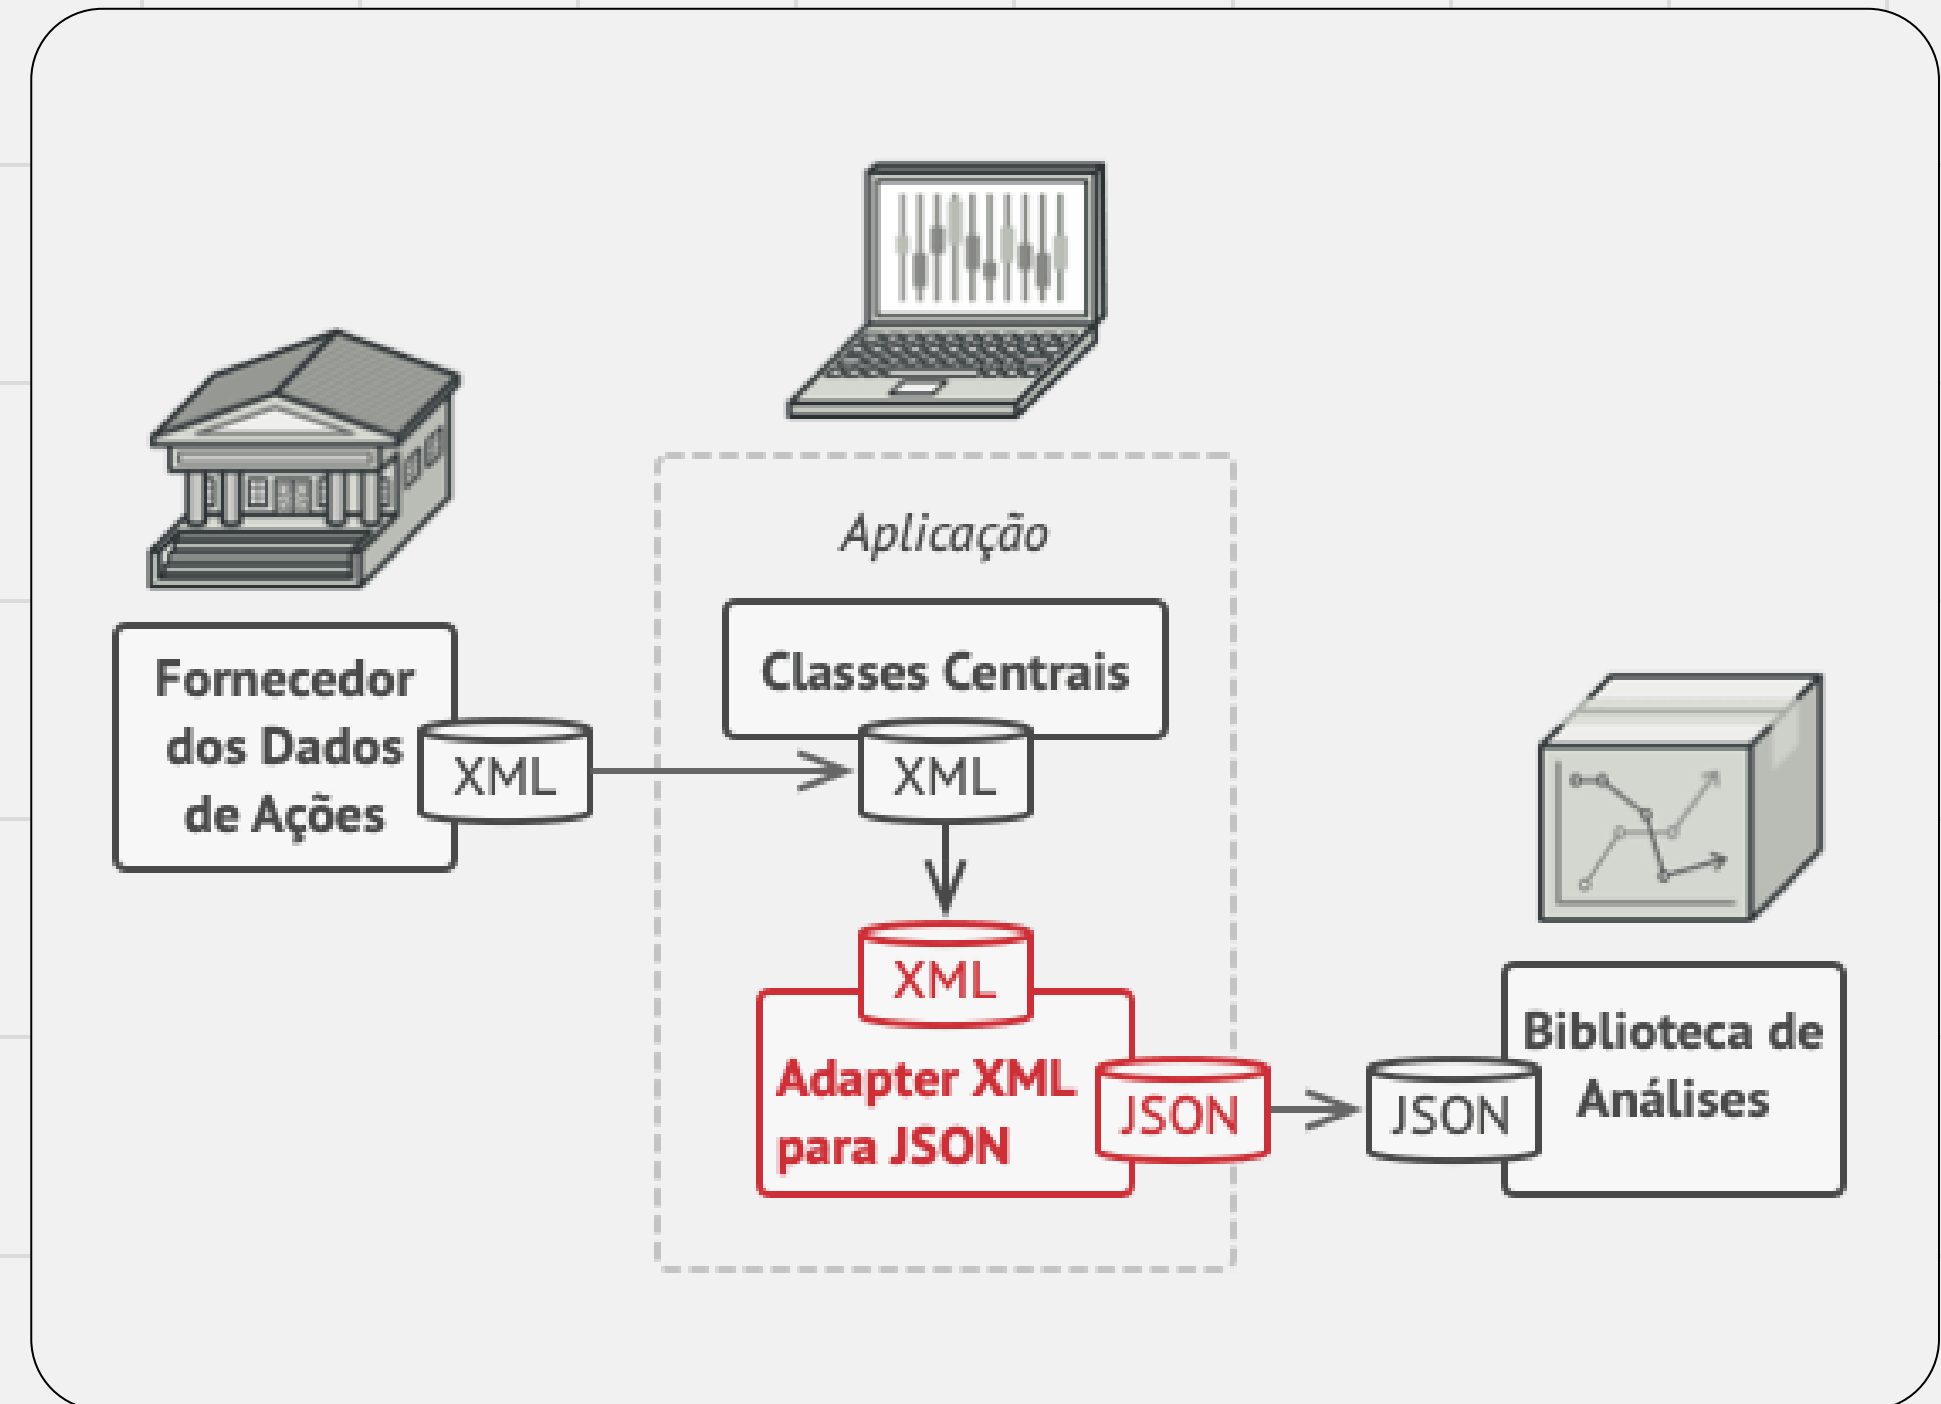 Aplicação
Classes Centrais
Fornecedor
dos Dados
de Ações
XML
XML
XML
Adapter XML
para JSON
JSON
JSON
Biblioteca de
Análises